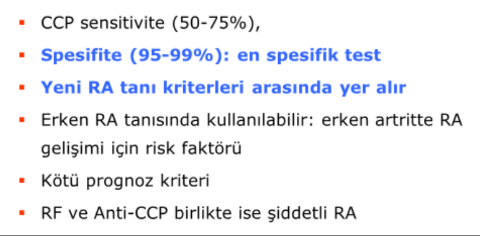 ▪ CCP sensitivite (50-75%),
▪ Spesifite (95-99%): en spesifik test
▪ Yeni RA tanı kriterleri arasında yer alır
▪ Erken RA tanısında kullanılabilir: erken artritte RA
gelişimi için risk faktörü
▪ Kötü prognoz kriteri
▪ RF ve Anti-CCP birlikte ise şiddetli RA